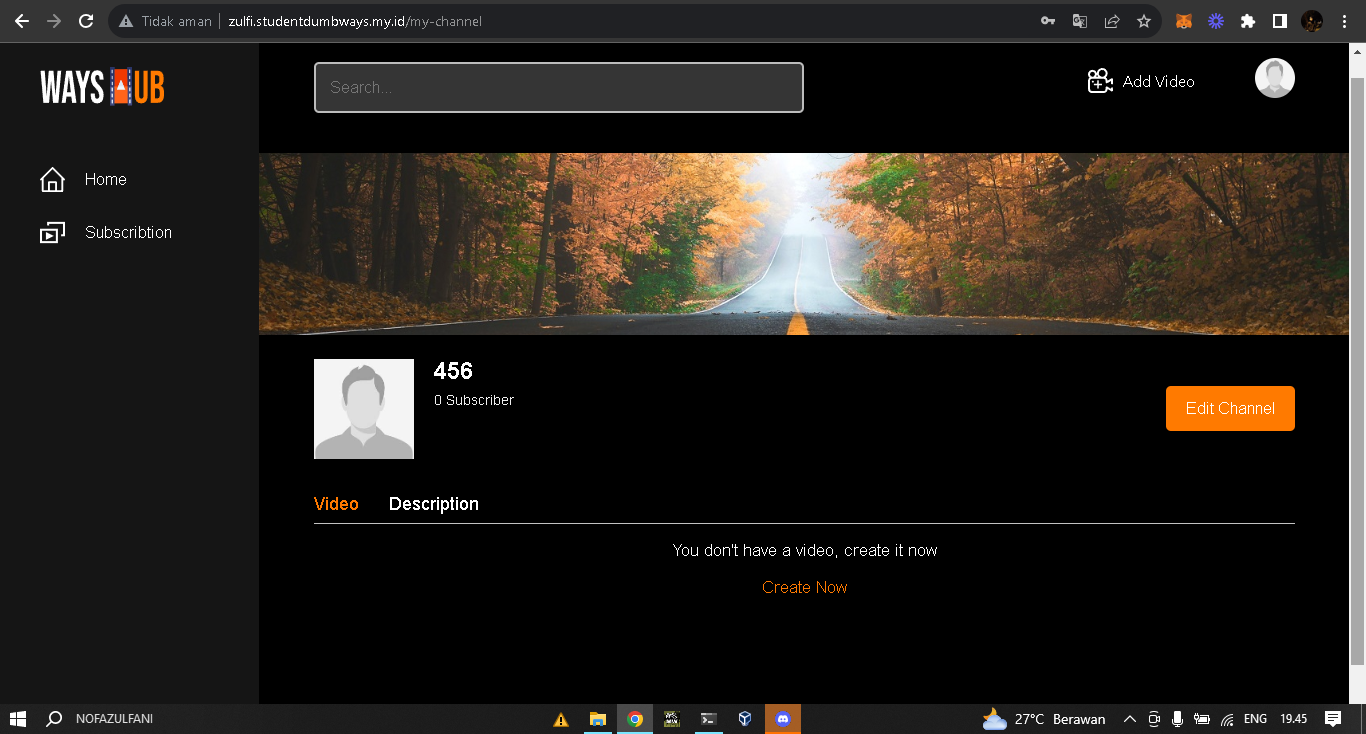 Tidak aman | zulfi.studentdumbways.my.id/my-channel
WAYS HUB
Search...
Add Video
Home
Subscribtion
456
0 Subscriber
Edit Channel
Video
Description
You don't have a video, create it now
Create Now
NOFAZULFANI
27°C Berawan
ENG
19.45